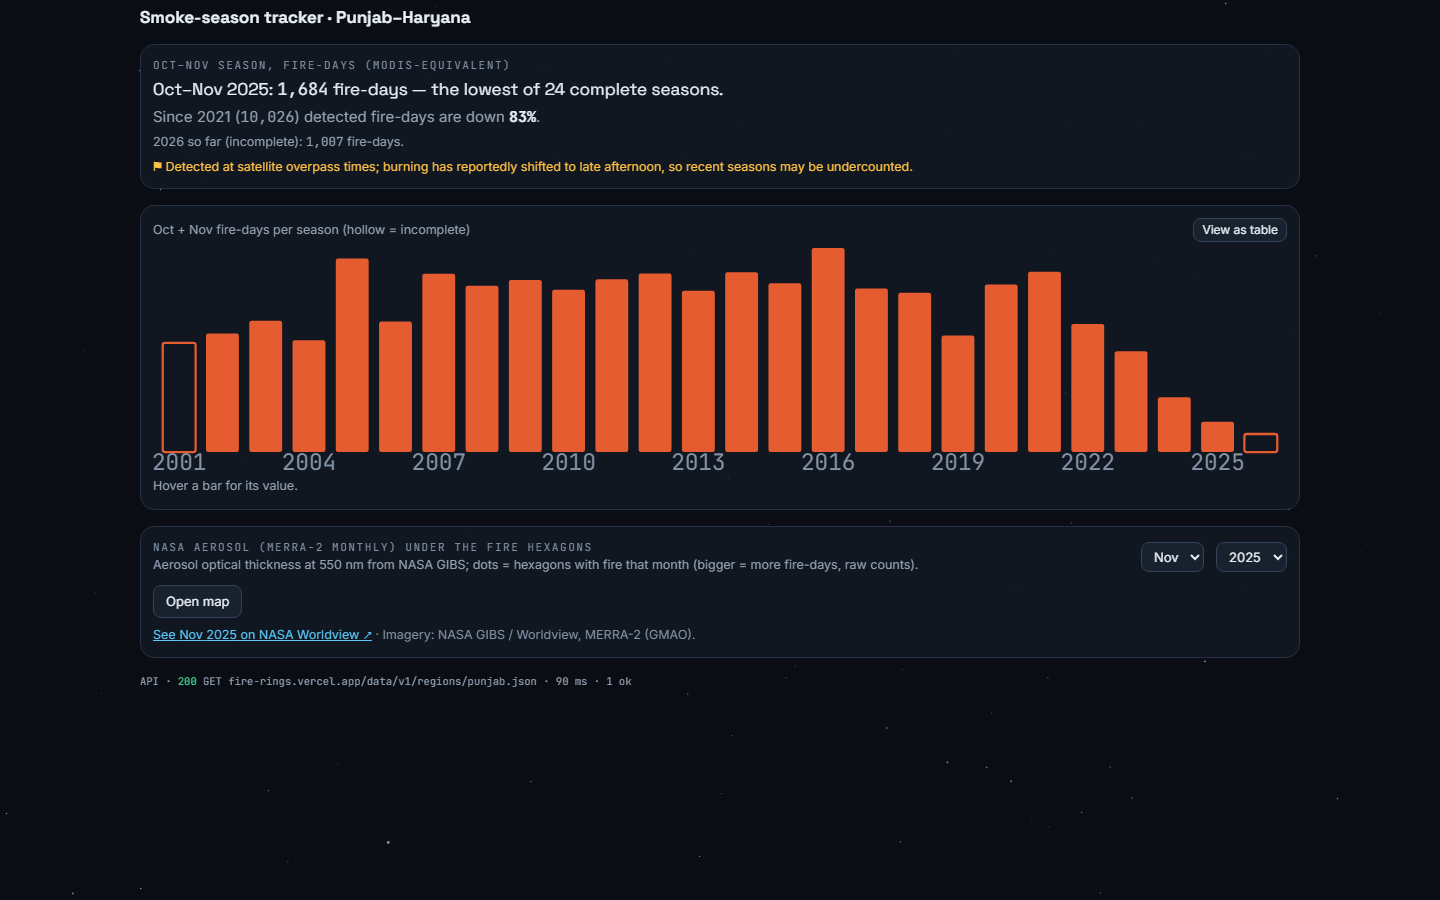 Smoke-season tracker · Punjab–Haryana
OCT–NOV SEASON, FIRE-DAYS (MODIS-EQUIVALENT)
Oct–Nov 2025: 1,684 fire-days — the lowest of 24 complete seasons.
Since 2021 (10,026) detected fire-days are down 83%.
2026 so far (incomplete): 1,007 fire-days.
⚑ Detected at satellite overpass times; burning has reportedly shifted to late afternoon, so recent seasons may be undercounted.
Oct + Nov fire-days per season (hollow = incomplete)
View as table
2001 2004 2007 2010 2013 2016 2019 2022 2025
Hover a bar for its value.
NASA AEROSOL (MERRA-2 MONTHLY) UNDER THE FIRE HEXAGONS
Aerosol optical thickness at 550 nm from NASA GIBS; dots = hexagons with fire that month (bigger = more fire-days, raw counts).
Nov 2025
Open map
See Nov 2025 on NASA Worldview ↗ · Imagery: NASA GIBS / Worldview, MERRA-2 (GMAO).
API · 200 GET fire-rings.vercel.app/data/v1/regions/punjab.json · 90 ms · 1 ok